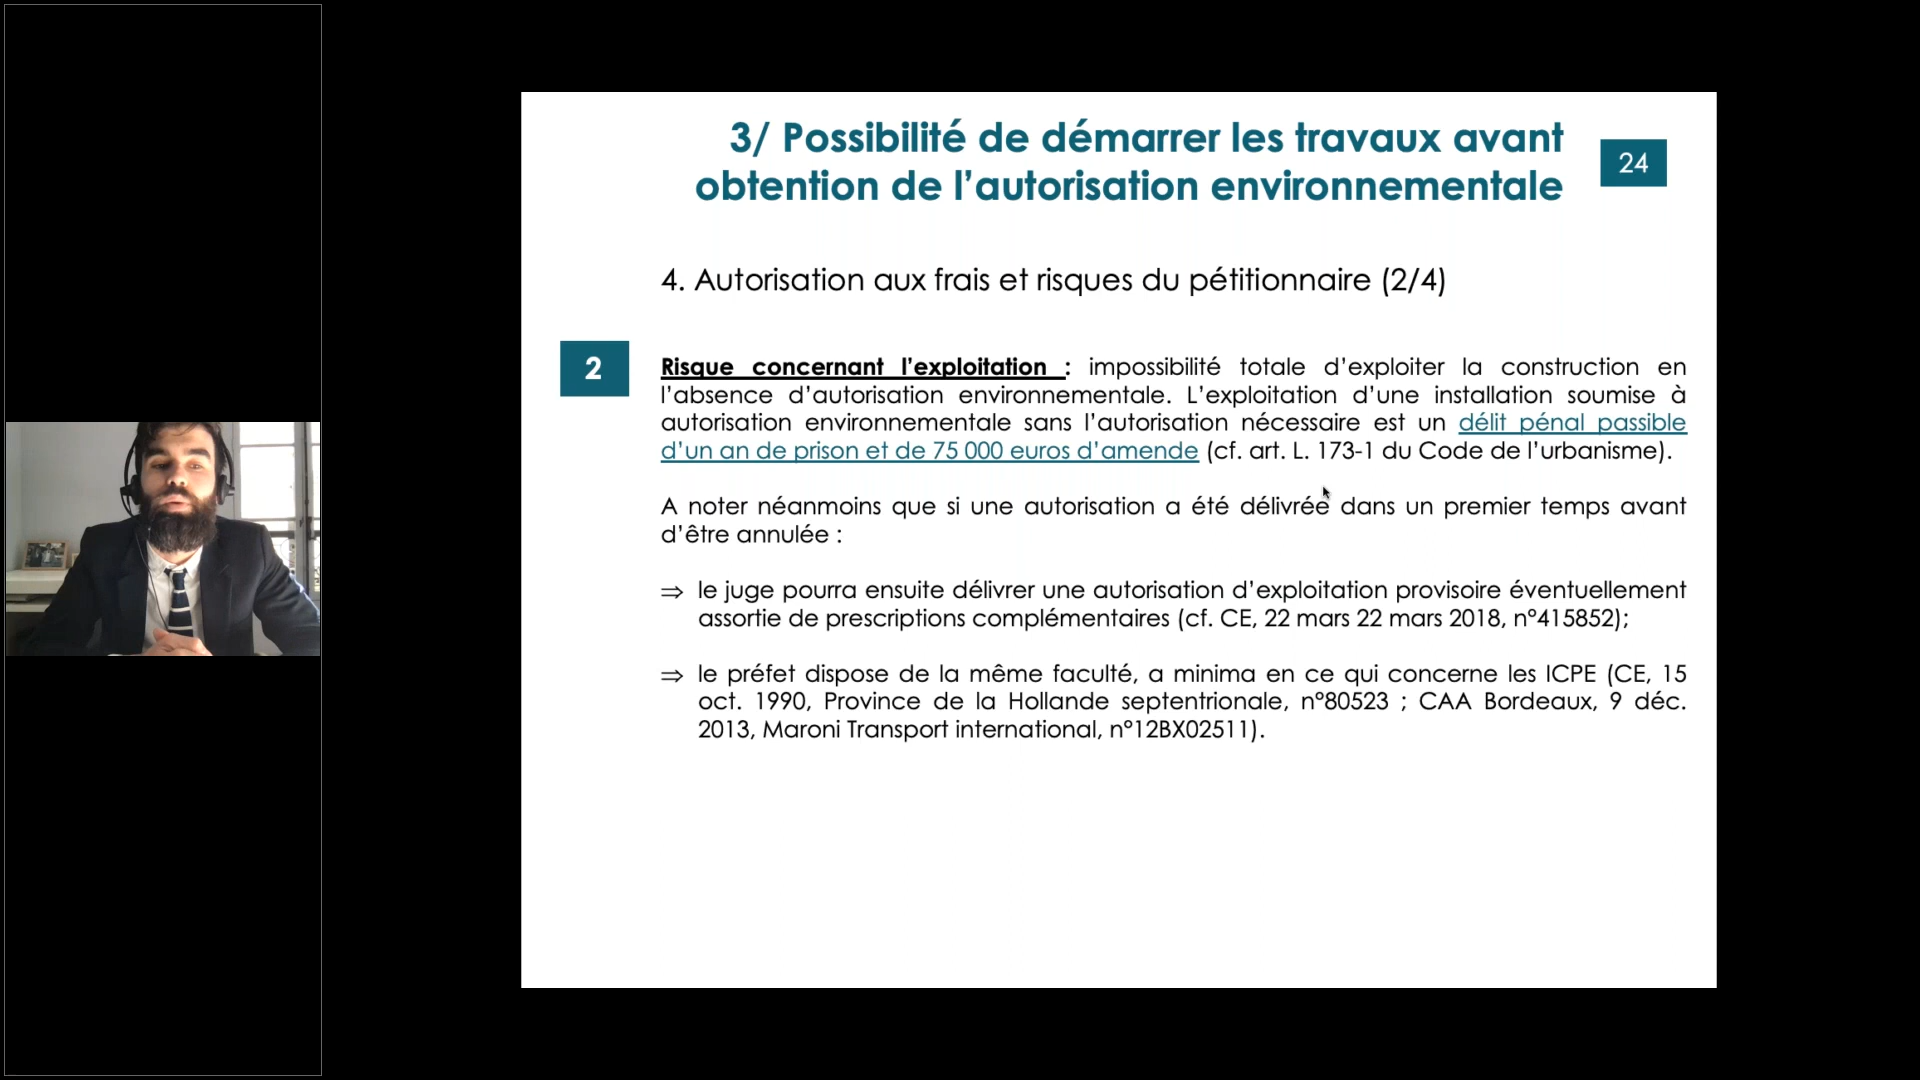 3/ Possibilité de démarrer les travaux avant
obtention de l’autorisation environnementale
24
4. Autorisation aux frais et risques du pétitionnaire (2/4)
2
Risque concernant l’exploitation : impossibilité totale d’exploiter la construction en
l’absence d’autorisation environnementale. L’exploitation d’une installation soumise à
autorisation environnementale sans l’autorisation nécessaire est un délit pénal passible
d’un an de prison et de 75 000 euros d’amende (cf. art. L. 173-1 du Code de l’urbanisme).
A noter néanmoins que si une autorisation a été délivrée dans un premier temps avant
d’être annulée :
⇒ le juge pourra ensuite délivrer une autorisation d’exploitation provisoire éventuellement
assortie de prescriptions complémentaires (cf. CE, 22 mars 22 mars 2018, n°415852);
⇒ le préfet dispose de la même faculté, a minima en ce qui concerne les ICPE (CE, 15
oct. 1990, Province de la Hollande septentrionale, n°80523 ; CAA Bordeaux, 9 déc.
2013, Maroni Transport international, n°12BX02511).